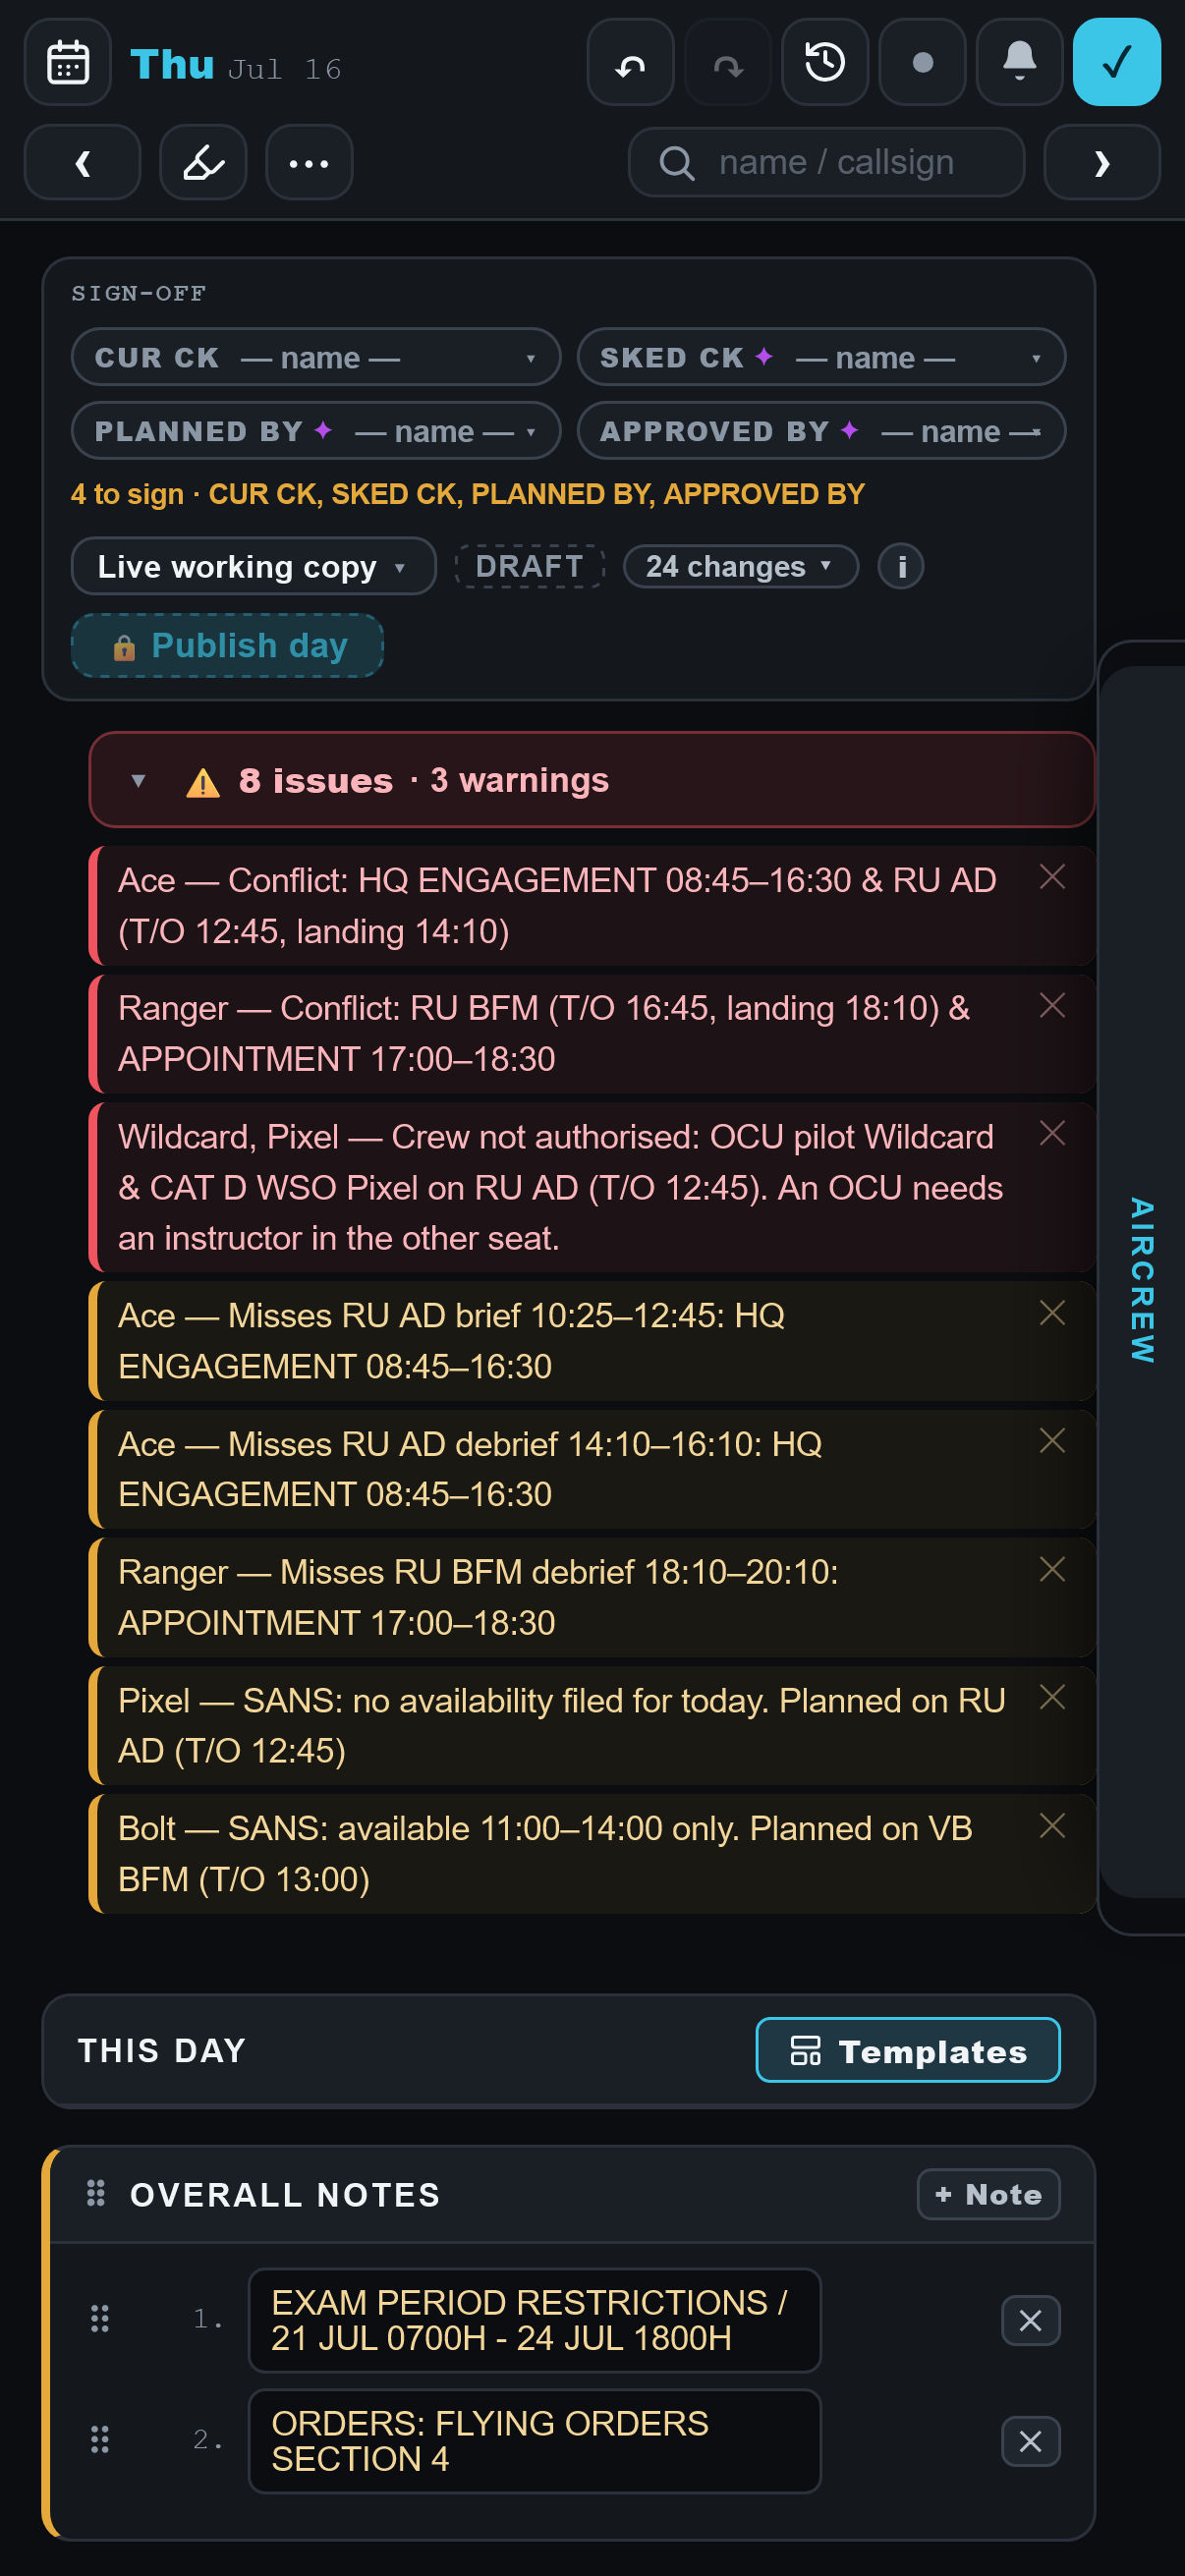 Thu Jul 16
name / callsign
SIGN-OFF
CUR CK — name —
SKED CK — name —
PLANNED BY — name —
APPROVED BY — name —
4 to sign · CUR CK, SKED CK, PLANNED BY, APPROVED BY
Live working copy
DRAFT
24 changes
i
Publish day
8 issues · 3 warnings
Ace — Conflict: HQ ENGAGEMENT 08:45–16:30 & RU AD
(T/O 12:45, landing 14:10)
Ranger — Conflict: RU BFM (T/O 16:45, landing 18:10) &
APPOINTMENT 17:00–18:30
Wildcard, Pixel — Crew not authorised: OCU pilot Wildcard
& CAT D WSO Pixel on RU AD (T/O 12:45). An OCU needs
an instructor in the other seat.
Ace — Misses RU AD brief 10:25–12:45: HQ
ENGAGEMENT 08:45–16:30
Ace — Misses RU AD debrief 14:10–16:10: HQ
ENGAGEMENT 08:45–16:30
Ranger — Misses RU BFM debrief 18:10–20:10:
APPOINTMENT 17:00–18:30
Pixel — SANS: no availability filed for today. Planned on RU
AD (T/O 12:45)
Bolt — SANS: available 11:00–14:00 only. Planned on VB
BFM (T/O 13:00)
AIRCREW
THIS DAY
Templates
OVERALL NOTES
+ Note
1. EXAM PERIOD RESTRICTIONS /
21 JUL 0700H - 24 JUL 1800H
2. ORDERS: FLYING ORDERS
SECTION 4